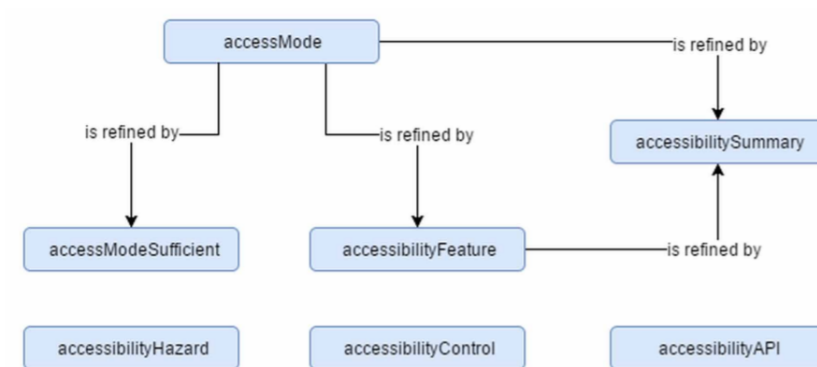 accessMode
is refined by
is refined by
is refined by
accessibilitySummary
accessModeSufficient
accessibilityFeature
is refined by
accessibilityHazard
accessibilityControl
accessibilityAPI